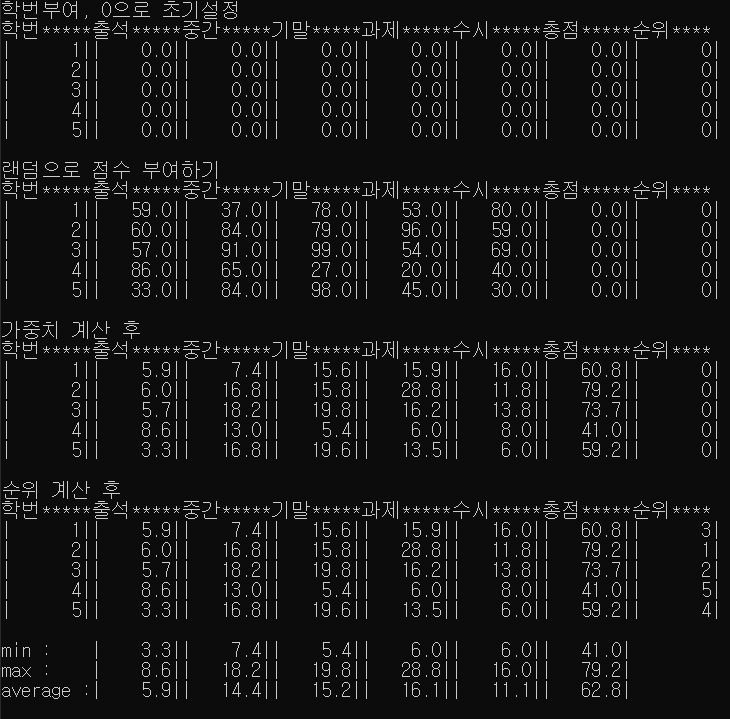 학번부여, 0으로 초기설정
학번*****출석*****중간*****기말*****과제*****수시*****총점*****순위****
|      1||   0.0||   0.0||   0.0||   0.0||   0.0||   0.0||      0|
|      2||   0.0||   0.0||   0.0||   0.0||   0.0||   0.0||      0|
|      3||   0.0||   0.0||   0.0||   0.0||   0.0||   0.0||      0|
|      4||   0.0||   0.0||   0.0||   0.0||   0.0||   0.0||      0|
|      5||   0.0||   0.0||   0.0||   0.0||   0.0||   0.0||      0|
랜덤으로 점수 부여하기
학번*****출석*****중간*****기말*****과제*****수시*****총점*****순위****
|      1||   59.0||   37.0||   78.0||   53.0||   80.0||   0.0||      0|
|      2||   60.0||   84.0||   79.0||   96.0||   59.0||   0.0||      0|
|      3||   57.0||   91.0||   99.0||   54.0||   69.0||   0.0||      0|
|      4||   86.0||   65.0||   27.0||   20.0||   40.0||   0.0||      0|
|      5||   33.0||   84.0||   98.0||   45.0||   30.0||   0.0||      0|
가중치 계산 후
학번*****출석*****중간*****기말*****과제*****수시*****총점*****순위****
|      1||   5.9||   7.4||   15.6||   15.9||   16.0||   60.8||      0|
|      2||   6.0||   16.8||   15.8||   28.8||   11.8||   79.2||      0|
|      3||   5.7||   18.2||   19.8||   16.2||   13.8||   73.7||      0|
|      4||   8.6||   13.0||   5.4||   6.0||   8.0||   41.0||      0|
|      5||   3.3||   16.8||   19.6||   13.5||   6.0||   59.2||      0|
순위 계산 후
학번*****출석*****중간*****기말*****과제*****수시*****총점*****순위****
|      1||   5.9||   7.4||   15.6||   15.9||   16.0||   60.8||      3|
|      2||   6.0||   16.8||   15.8||   28.8||   11.8||   79.2||      1|
|      3||   5.7||   18.2||   19.8||   16.2||   13.8||   73.7||      2|
|      4||   8.6||   13.0||   5.4||   6.0||   8.0||   41.0||      5|
|      5||   3.3||   16.8||   19.6||   13.5||   6.0||   59.2||      4|
min :    |   3.3||   7.4||   5.4||   6.0||   6.0||   41.0|
max :    |   8.6||   18.2||   19.8||   28.8||   16.0||   79.2|
average :|   5.9||   14.4||   15.2||   16.1||   11.1||   62.8|